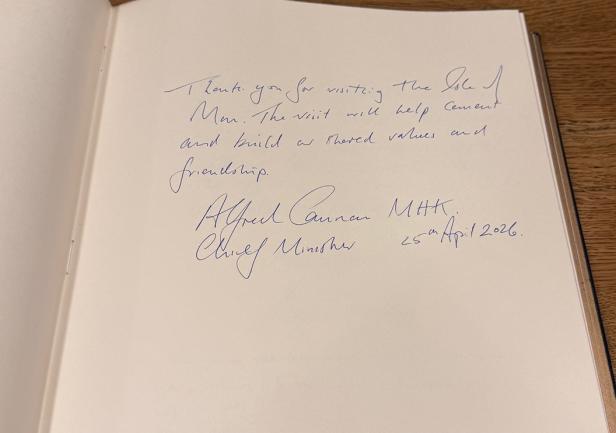 Thank you for visiting the Isle of
Man. The visit will help cement
and build on shared values and
friendship.
Alfred Cannan MHK.
Chief Minister 25th April 2026.